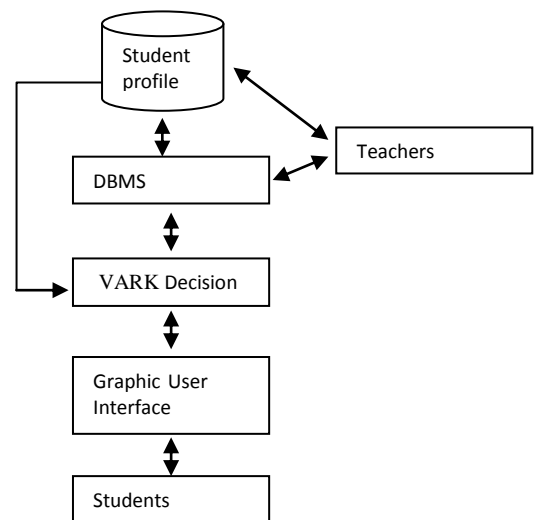 Student
profile
Teachers
DBMS
VARK Decision
Graphic User
Interface
Students